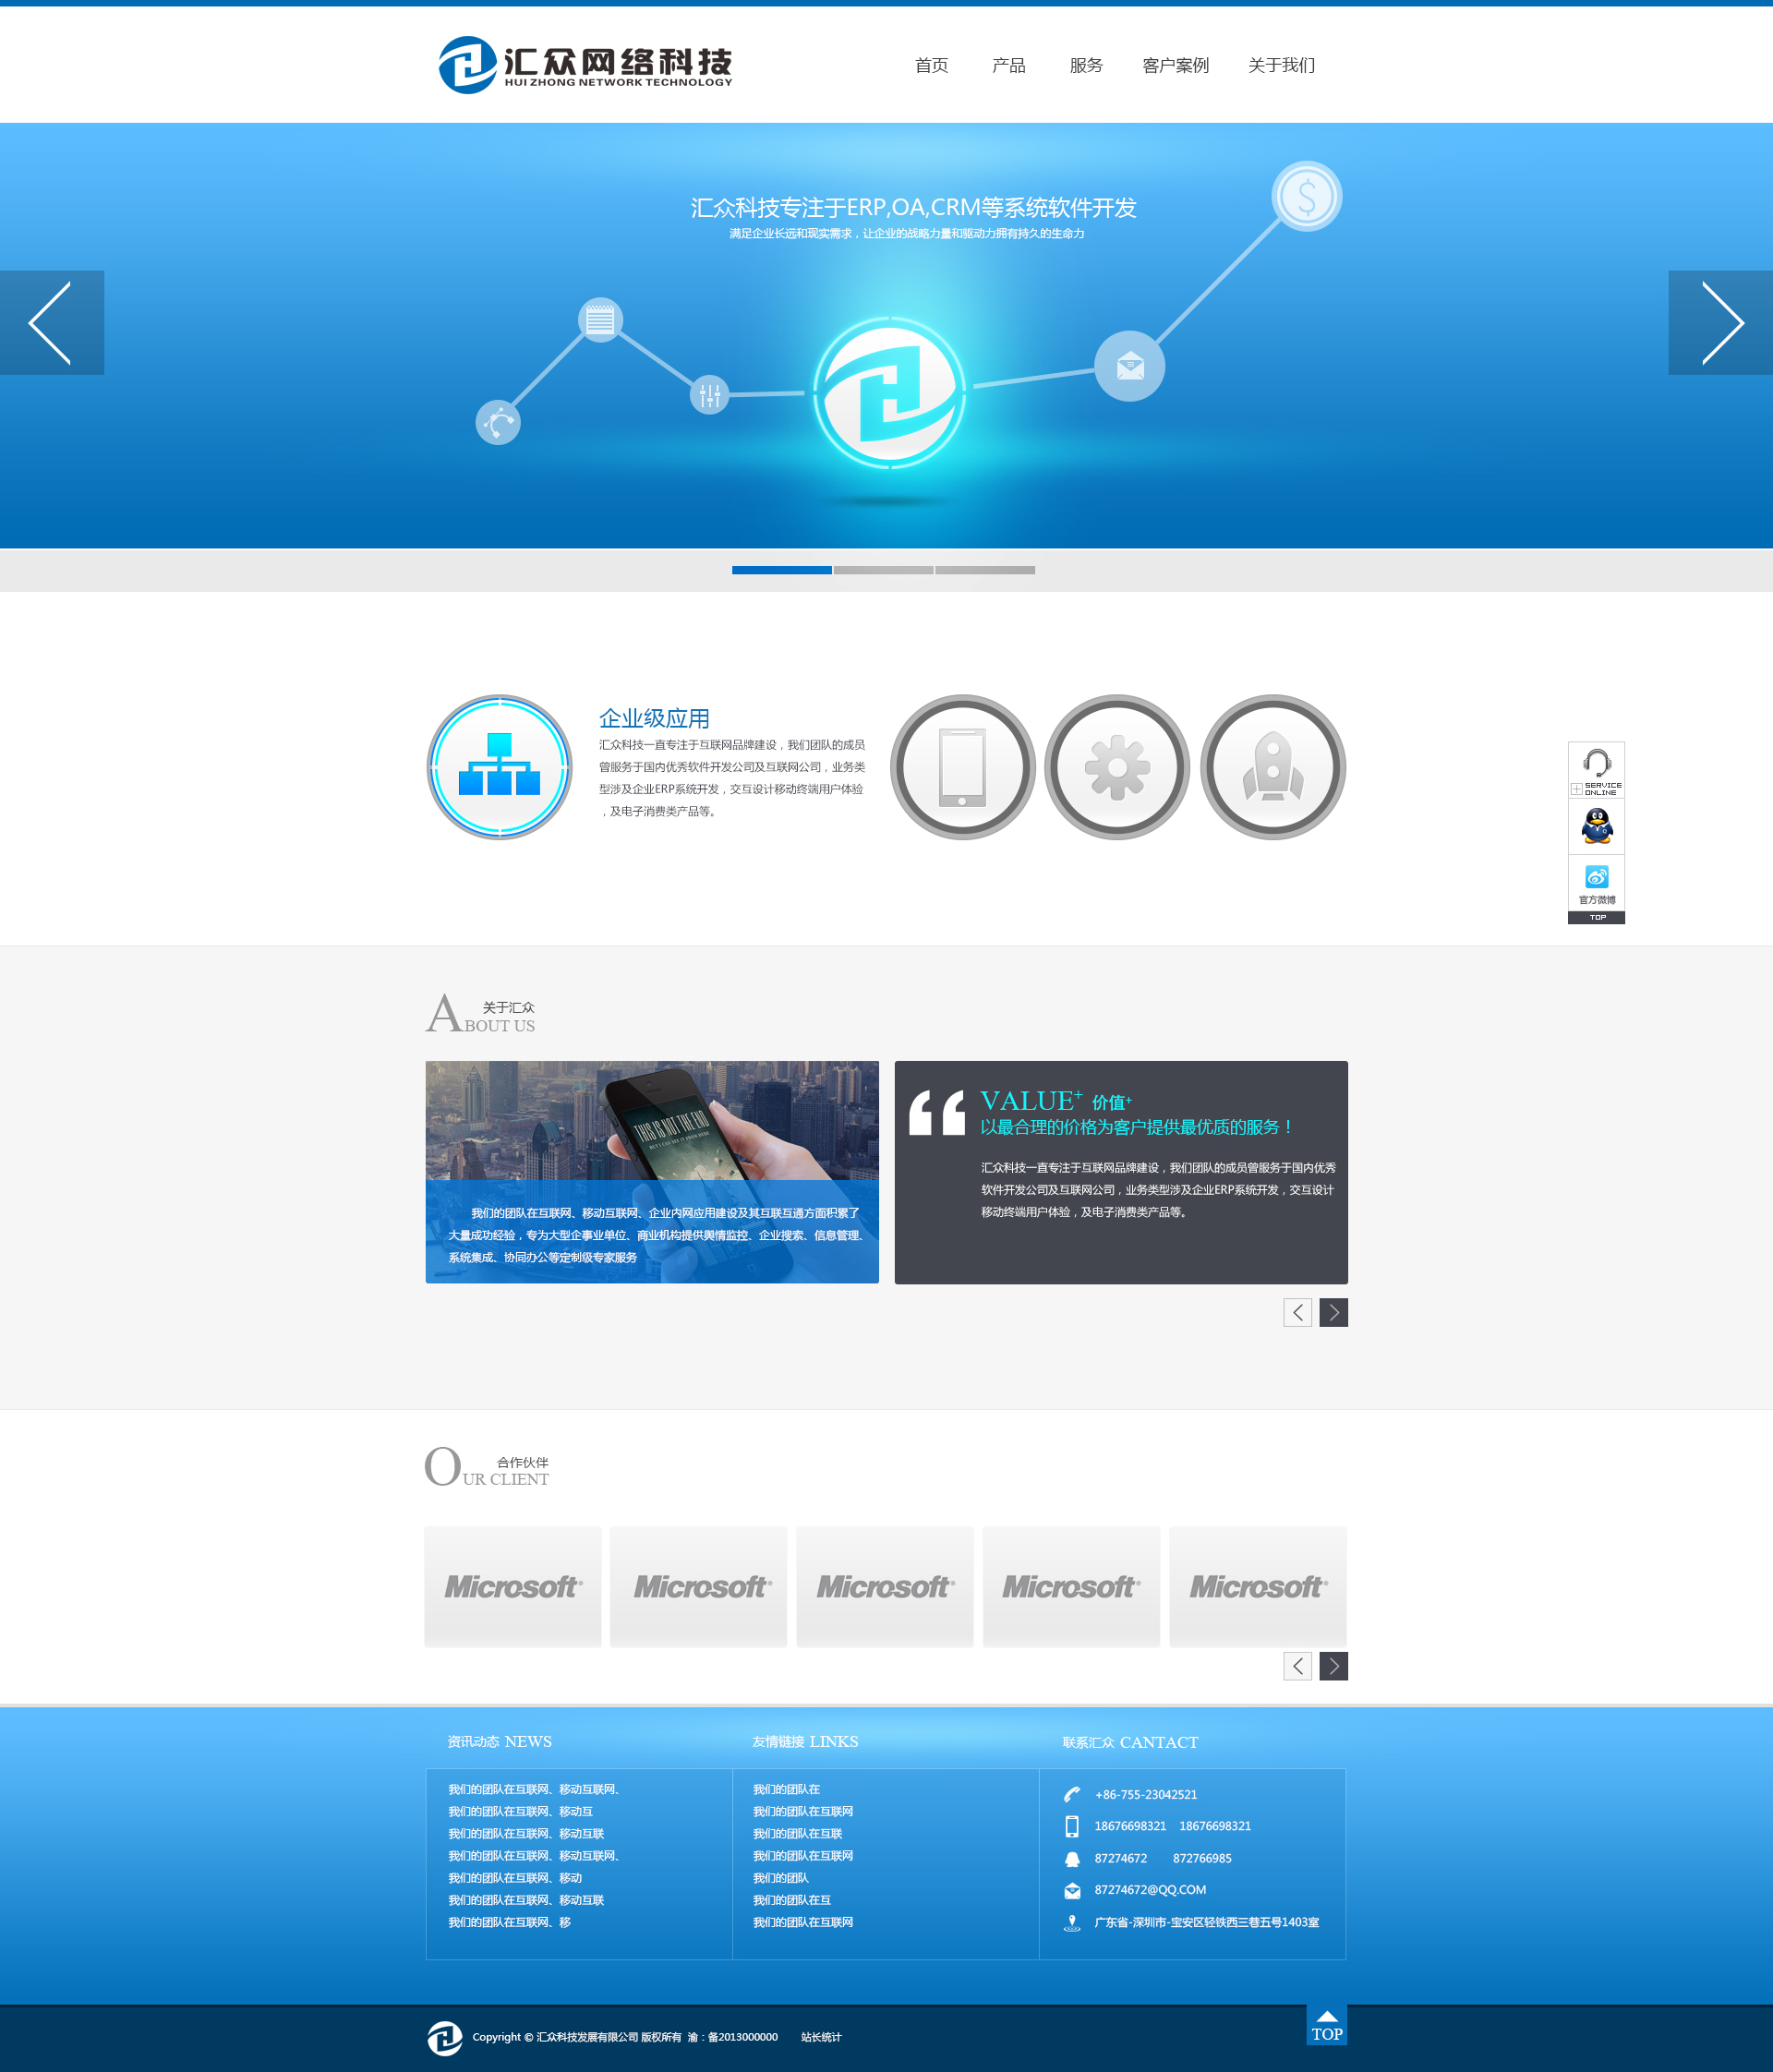 汇众网络科技
HUI ZHONG NETWORK TECHNOLOGY
首页 产品 服务 客户案例 关于我们
汇众科技专注于ERP,OA,CRM等系统软件开发
满足企业长远和现实需求，让企业的战略力量和驱动力拥有持久的生命力
企业级应用
汇众科技一直专注于互联网品牌建设，我们团队的成员
曾服务于国内优秀软件开发公司及互联网公司，业务类
型涉及企业ERP系统开发，交互设计移动终端用户体验
，及电子消费类产品等。
SERVICE
ONLINE
官方微博
TOP
关于汇众
ABOUT US
THIS IS NOT THE END
BUT I CAN SEE IT FROM HERE
我们的团队在互联网、移动互联网、企业内网应用建设及其互联互通方面积累了
大量成功经验，专为大型企事业单位、商业机构提供舆情监控、企业搜索、信息管理、
系统集成、协同办公等定制级专家服务
VALUE+ 价值+
以最合理的价格为客户提供最优质的服务！
汇众科技一直专注于互联网品牌建设，我们团队的成员曾服务于国内优秀
软件开发公司及互联网公司，业务类型涉及企业ERP系统开发，交互设计
移动终端用户体验，及电子消费类产品等。
合作伙伴
OUR CLIENT
Microsoft® Microsoft® Microsoft® Microsoft® Microsoft®
资讯动态 NEWS
我们的团队在互联网、移动互联网、
我们的团队在互联网、移动互
我们的团队在互联网、移动互联
我们的团队在互联网、移动互联网、
我们的团队在互联网、移动
我们的团队在互联网、移动互联
我们的团队在互联网、移
友情链接 LINKS
我们的团队在
我们的团队在互联网
我们的团队在互联
我们的团队在互联网
我们的团队
我们的团队在互
我们的团队在互联网
联系汇众 CANTACT
+86-755-23042521
18676698321 18676698321
87274672 872766985
87274672@QQ.COM
广东省-深圳市-宝安区轻铁西三巷五号1403室
Copyright © 汇众科技发展有限公司 版权所有 渝：备2013000000 站长统计
TOP